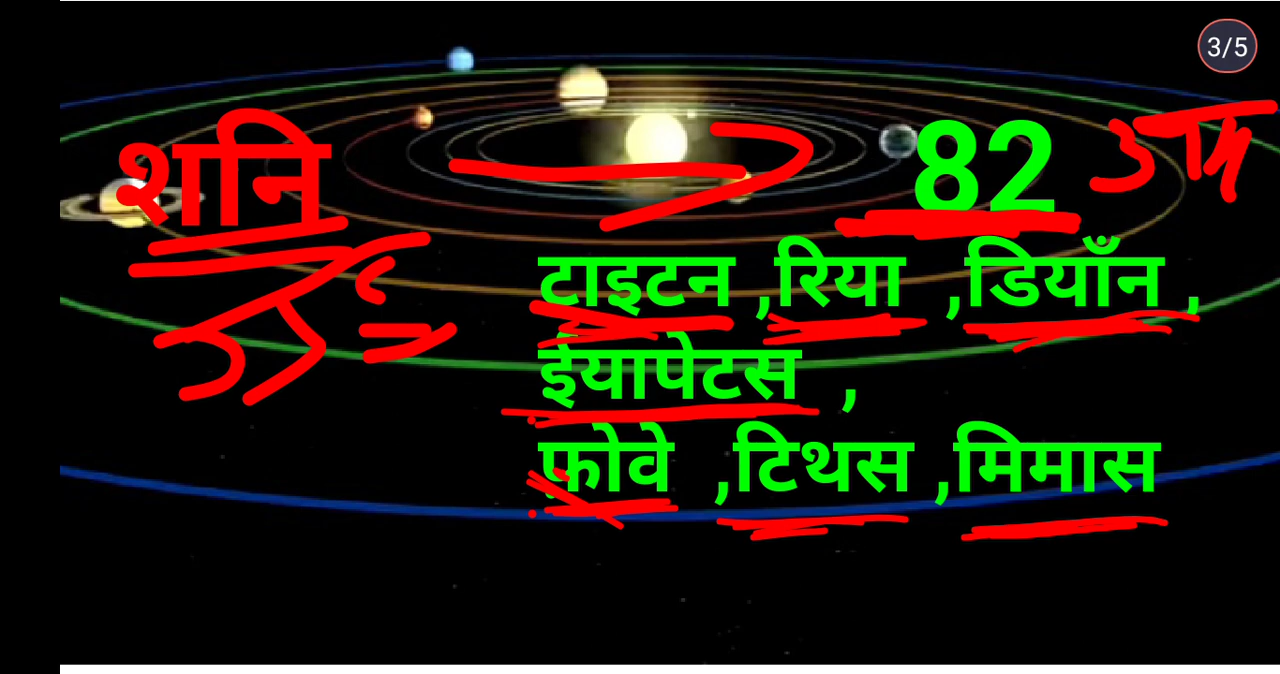 3/5
शनि 82
टाइटन ,रिया ,डियाँन ,
ईयापेटस ,
फोवे ,टिथस ,मिमास